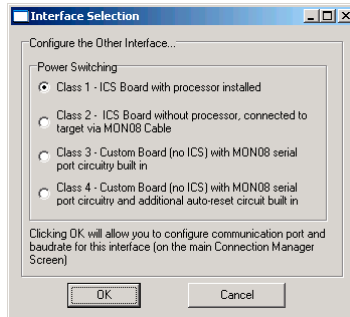 Interface Selection
Configure the Other Interface...
Power Switching
Class 1 - ICS Board with processor installed
Class 2 - ICS Board without processor, connected to
target via MON08 Cable
Class 3 - Custom Board (no ICS) with MON08 serial
port circuitry built in
Class 4 - Custom Board (no ICS) with MON08 serial
port circuitry and additional auto-reset circuit built in
Clicking OK will allow you to configure communication port and
baudrate for this interface (on the main Connection Manager
Screen)
OK
Cancel